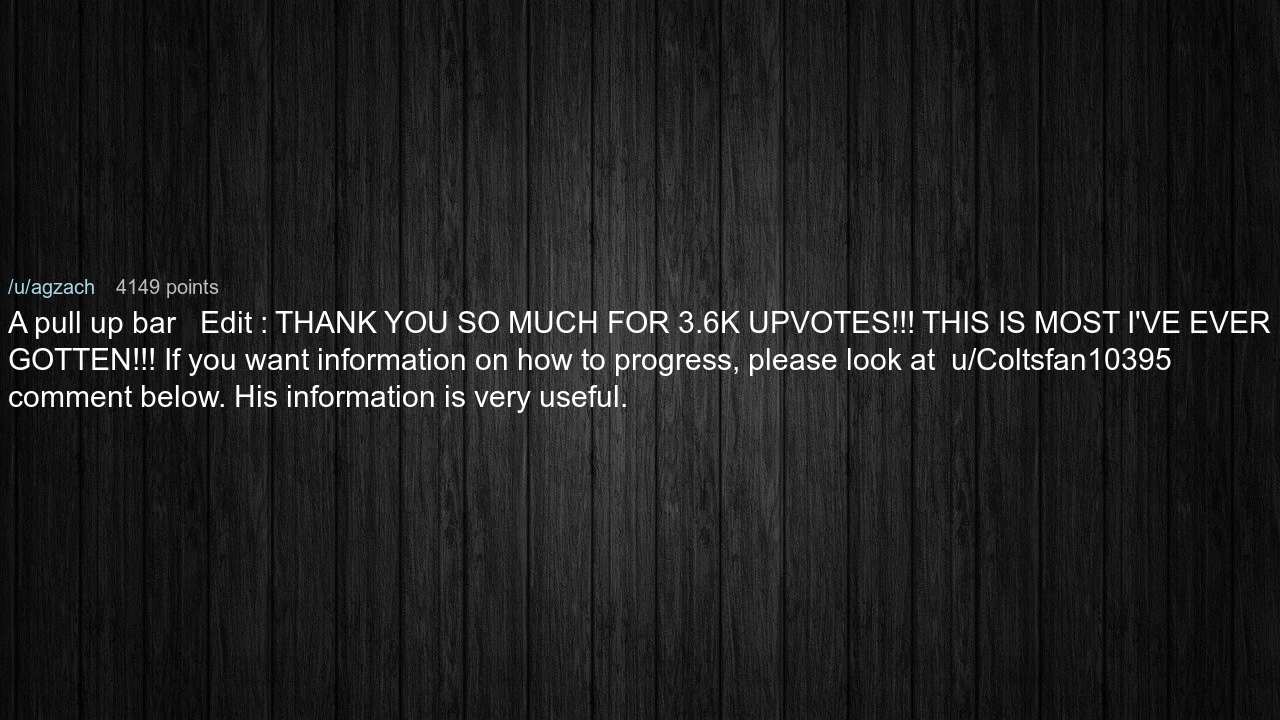 /u/agzach 4149 points
A pull up bar Edit : THANK YOU SO MUCH FOR 3.6K UPVOTES!!! THIS IS MOST I'VE EVER
GOTTEN!!! If you want information on how to progress, please look at u/Coltsfan10395
comment below. His information is very useful.